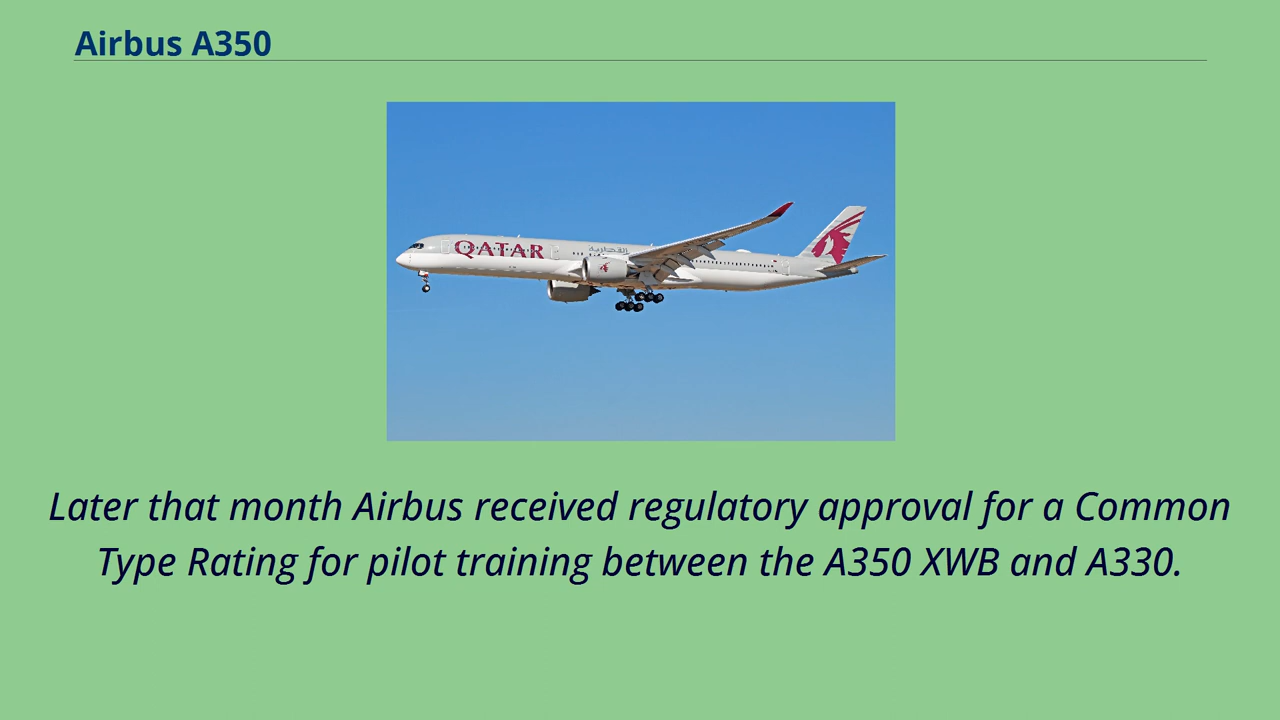 Airbus A350
QATAR
القطرية
Later that month Airbus received regulatory approval for a Common
Type Rating for pilot training between the A350 XWB and A330.